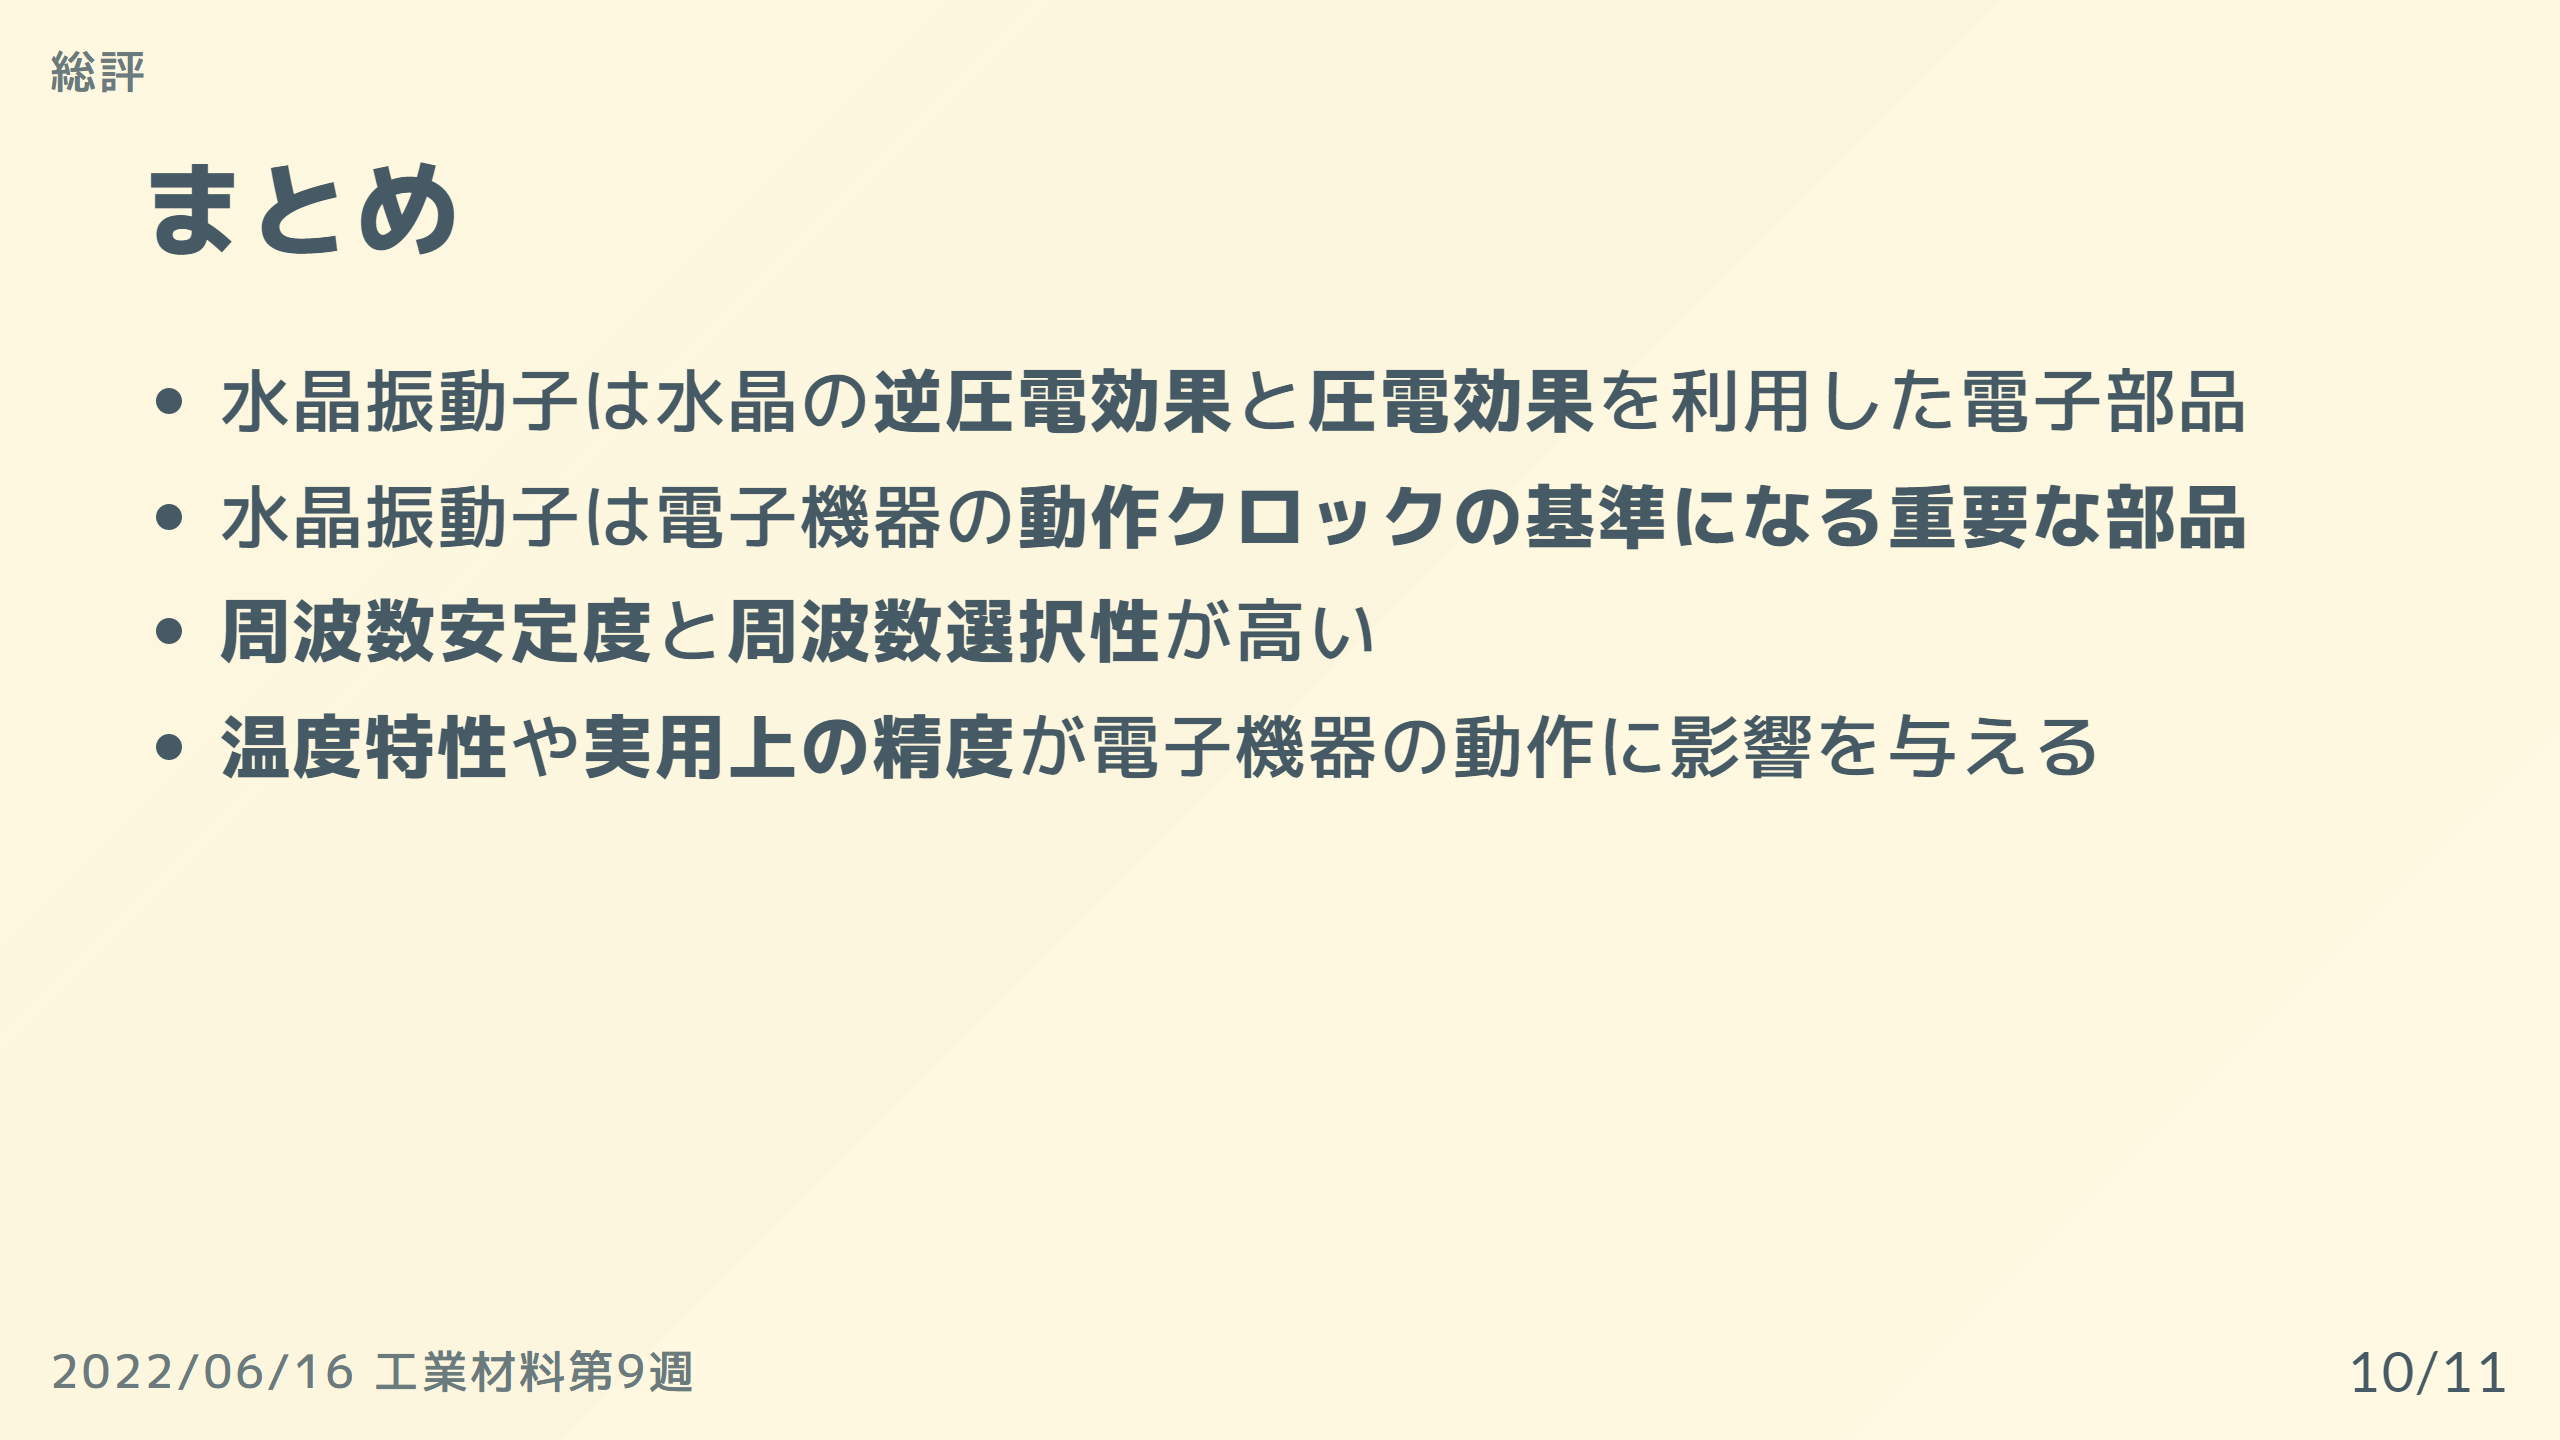 総評
まとめ
• 水晶振動子は水晶の逆圧電効果と圧電効果を利用した電子部品
• 水晶振動子は電子機器の動作クロックの基準になる重要な部品
• 周波数安定度と周波数選択性が高い
• 温度特性や実用上の精度が電子機器の動作に影響を与える
2022/06/16 工業材料第9週
10/11